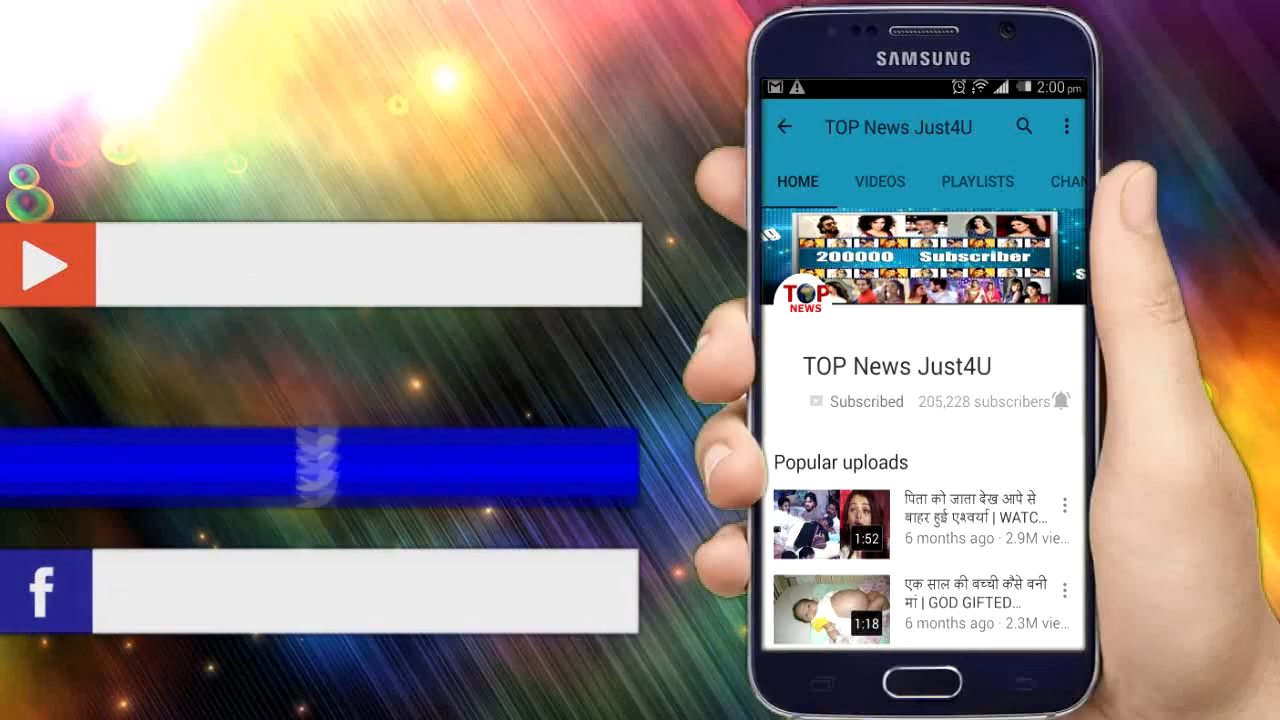 SAMSUNG
2:00 pm
TOP News Just4U
HOME VIDEOS PLAYLISTS CHAN
200000 Subscriber
TOP
NEWS
TOP News Just4U
Subscribed 205,228 subscribers
Popular uploads
पिता को जाता देख आपे से
बाहर हुई एश्वर्या | WATC...
1:52
6 months ago · 2.9M vie...
एक साल की बच्ची कैसे बनी
मां | GOD GIFTED...
1:18
6 months ago · 2.3M vie...
f